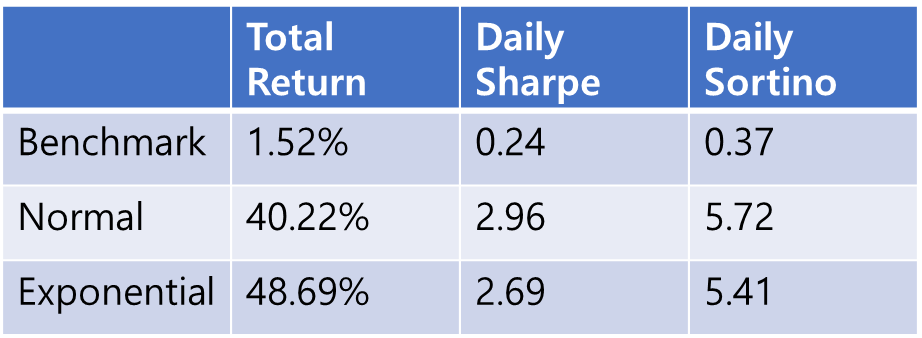 Total Return Daily Sharpe Daily Sortino
Benchmark 1.52% 0.24 0.37
Normal 40.22% 2.96 5.72
Exponential 48.69% 2.69 5.41